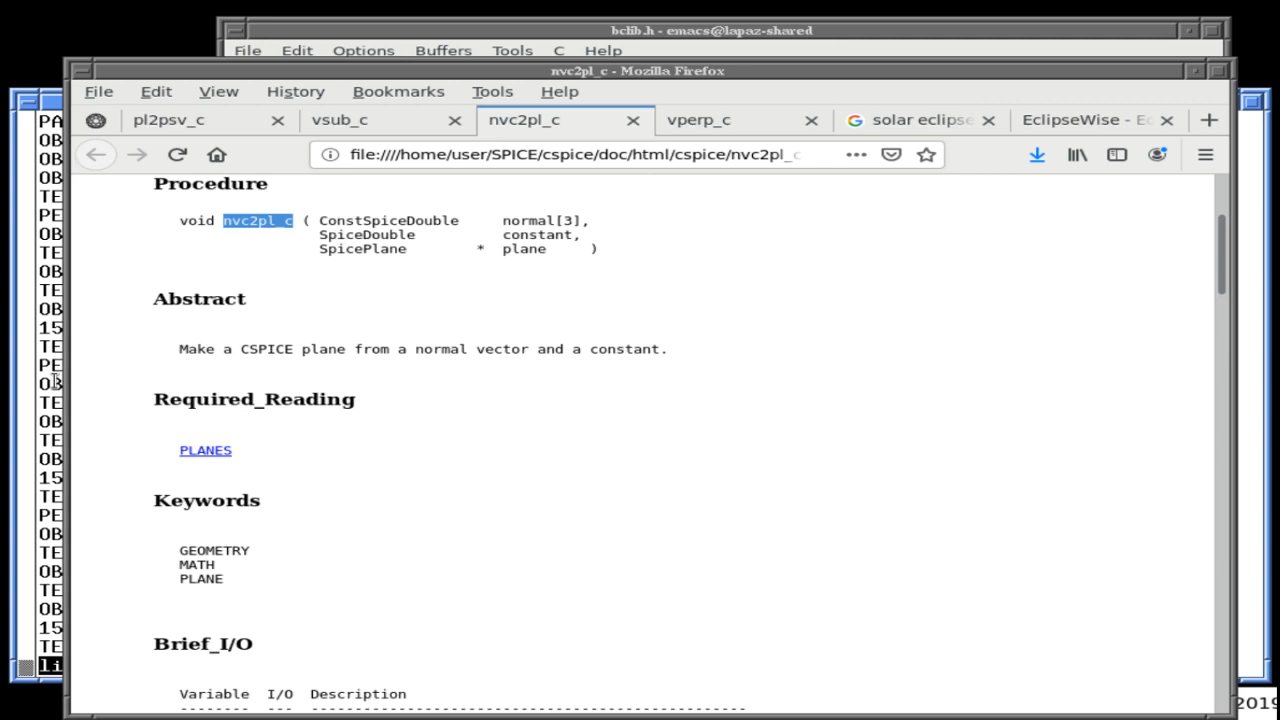 bclib.h - emacs@lapaz-shared
File Edit Options Buffers Tools C Help
nvc2pl_c - Mozilla Firefox
File Edit View History Bookmarks Tools Help
pl2psv_c vsub_c nvc2pl_c vperp_c solar eclipse EclipseWise - Ec
file:///home/user/SPICE/cspice/doc/html/cspice/nvc2pl_c
Procedure
void nvc2pl_c ( ConstSpiceDouble normal[3],
SpiceDouble constant,
SpicePlane * plane )
Abstract
Make a CSPICE plane from a normal vector and a constant.
Required_Reading
PLANES
Keywords
GEOMETRY
MATH
PLANE
Brief_I/O
Variable I/O Description
-------- --- --------------------------------------------------
PA
OB
OB
OB
TE
PE
OB
TE
OB
TE
OB
15
TE
PE
OB
TE
OB
TE
OB
15
TE
PE
OB
TE
OB
TE
OB
15
TE
li
2019